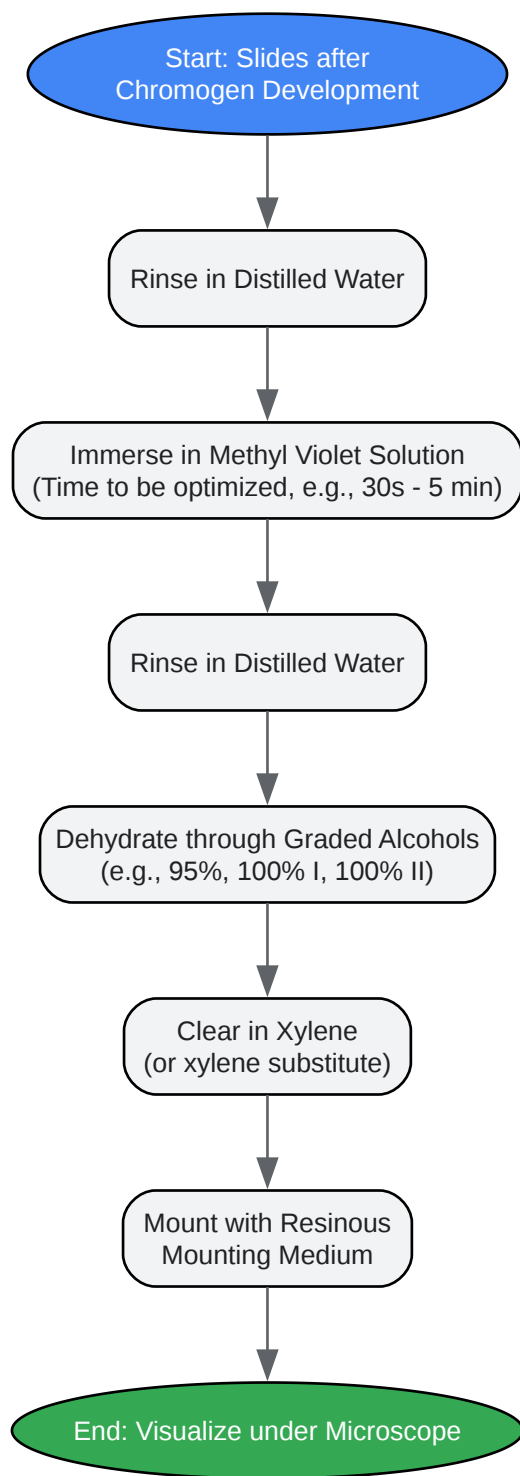 Start: Slides after
Chromogen Development
Rinse in Distilled Water
Immerse in Methyl Violet Solution
(Time to be optimized, e.g., 30s - 5 min)
Rinse in Distilled Water
Dehydrate through Graded Alcohols
(e.g., 95%, 100% I, 100% II)
Clear in Xylene
(or xylene substitute)
Mount with Resinous
Mounting Medium
End: Visualize under Microscope